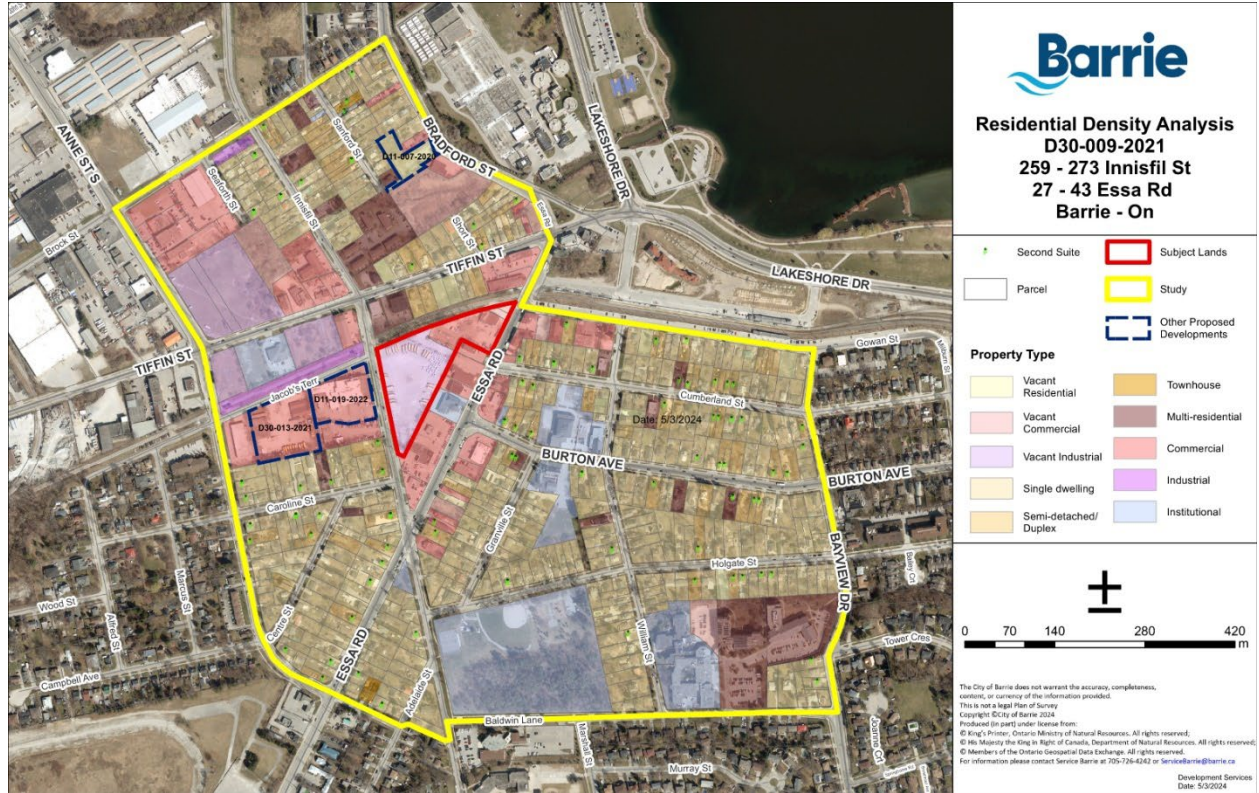 ANNE ST S
Brock St
TIFFIN ST
Seaforth St
Innisfil St
Sanford St
D11-007-2020
BRADFORD ST
Essa Rd
Short St
TIFFIN ST
LAKESHORE DR
LAKESHORE DR
Jacob's Terr
D30-013-2021
D11-019-2022
ESSA RD
Gowan St
Milburn St
Cumberland St
Date: 5/3/2024
BURTON AVE
BURTON AVE
Caroline St
Granville St
Holgate St
BAYVIEW DR
Bailey Crt
Wood St
Alfred St
Marcus St
Centre St
ESSA RD
Adelaide St
William St
Tower Cres
Campbell Ave
Baldwin Lane
Marshall St
Murray St
Joanne Crt
Barrie
Residential Density Analysis
D30-009-2021
259 - 273 Innisfil St
27 - 43 Essa Rd
Barrie - On
Second Suite
Subject Lands
Parcel
Study
Other Proposed
Developments
Property Type
Vacant
Residential
Townhouse
Vacant
Commercial
Multi-residential
Vacant Industrial
Commercial
Single dwelling
Industrial
Semi-detached/
Duplex
Institutional
0 70 140 280 420
m
The City of Barrie does not warrant the accuracy, completeness,
content, or currency of the information provided.
This is not a legal Plan of Survey
Copyright ©City of Barrie 2024
Produced (in part) under license from:
© King's Printer, Ontario Ministry of Natural Resources. All rights reserved;
© His Majesty the King in Right of Canada, Department of Natural Resources. All rights reserved;
© Members of the Ontario Geospatial Data Exchange. All rights reserved.
For information please contact Service Barrie at 705-726-4242 or ServiceBarrie@barrie.ca
Development Services
Date: 5/3/2024